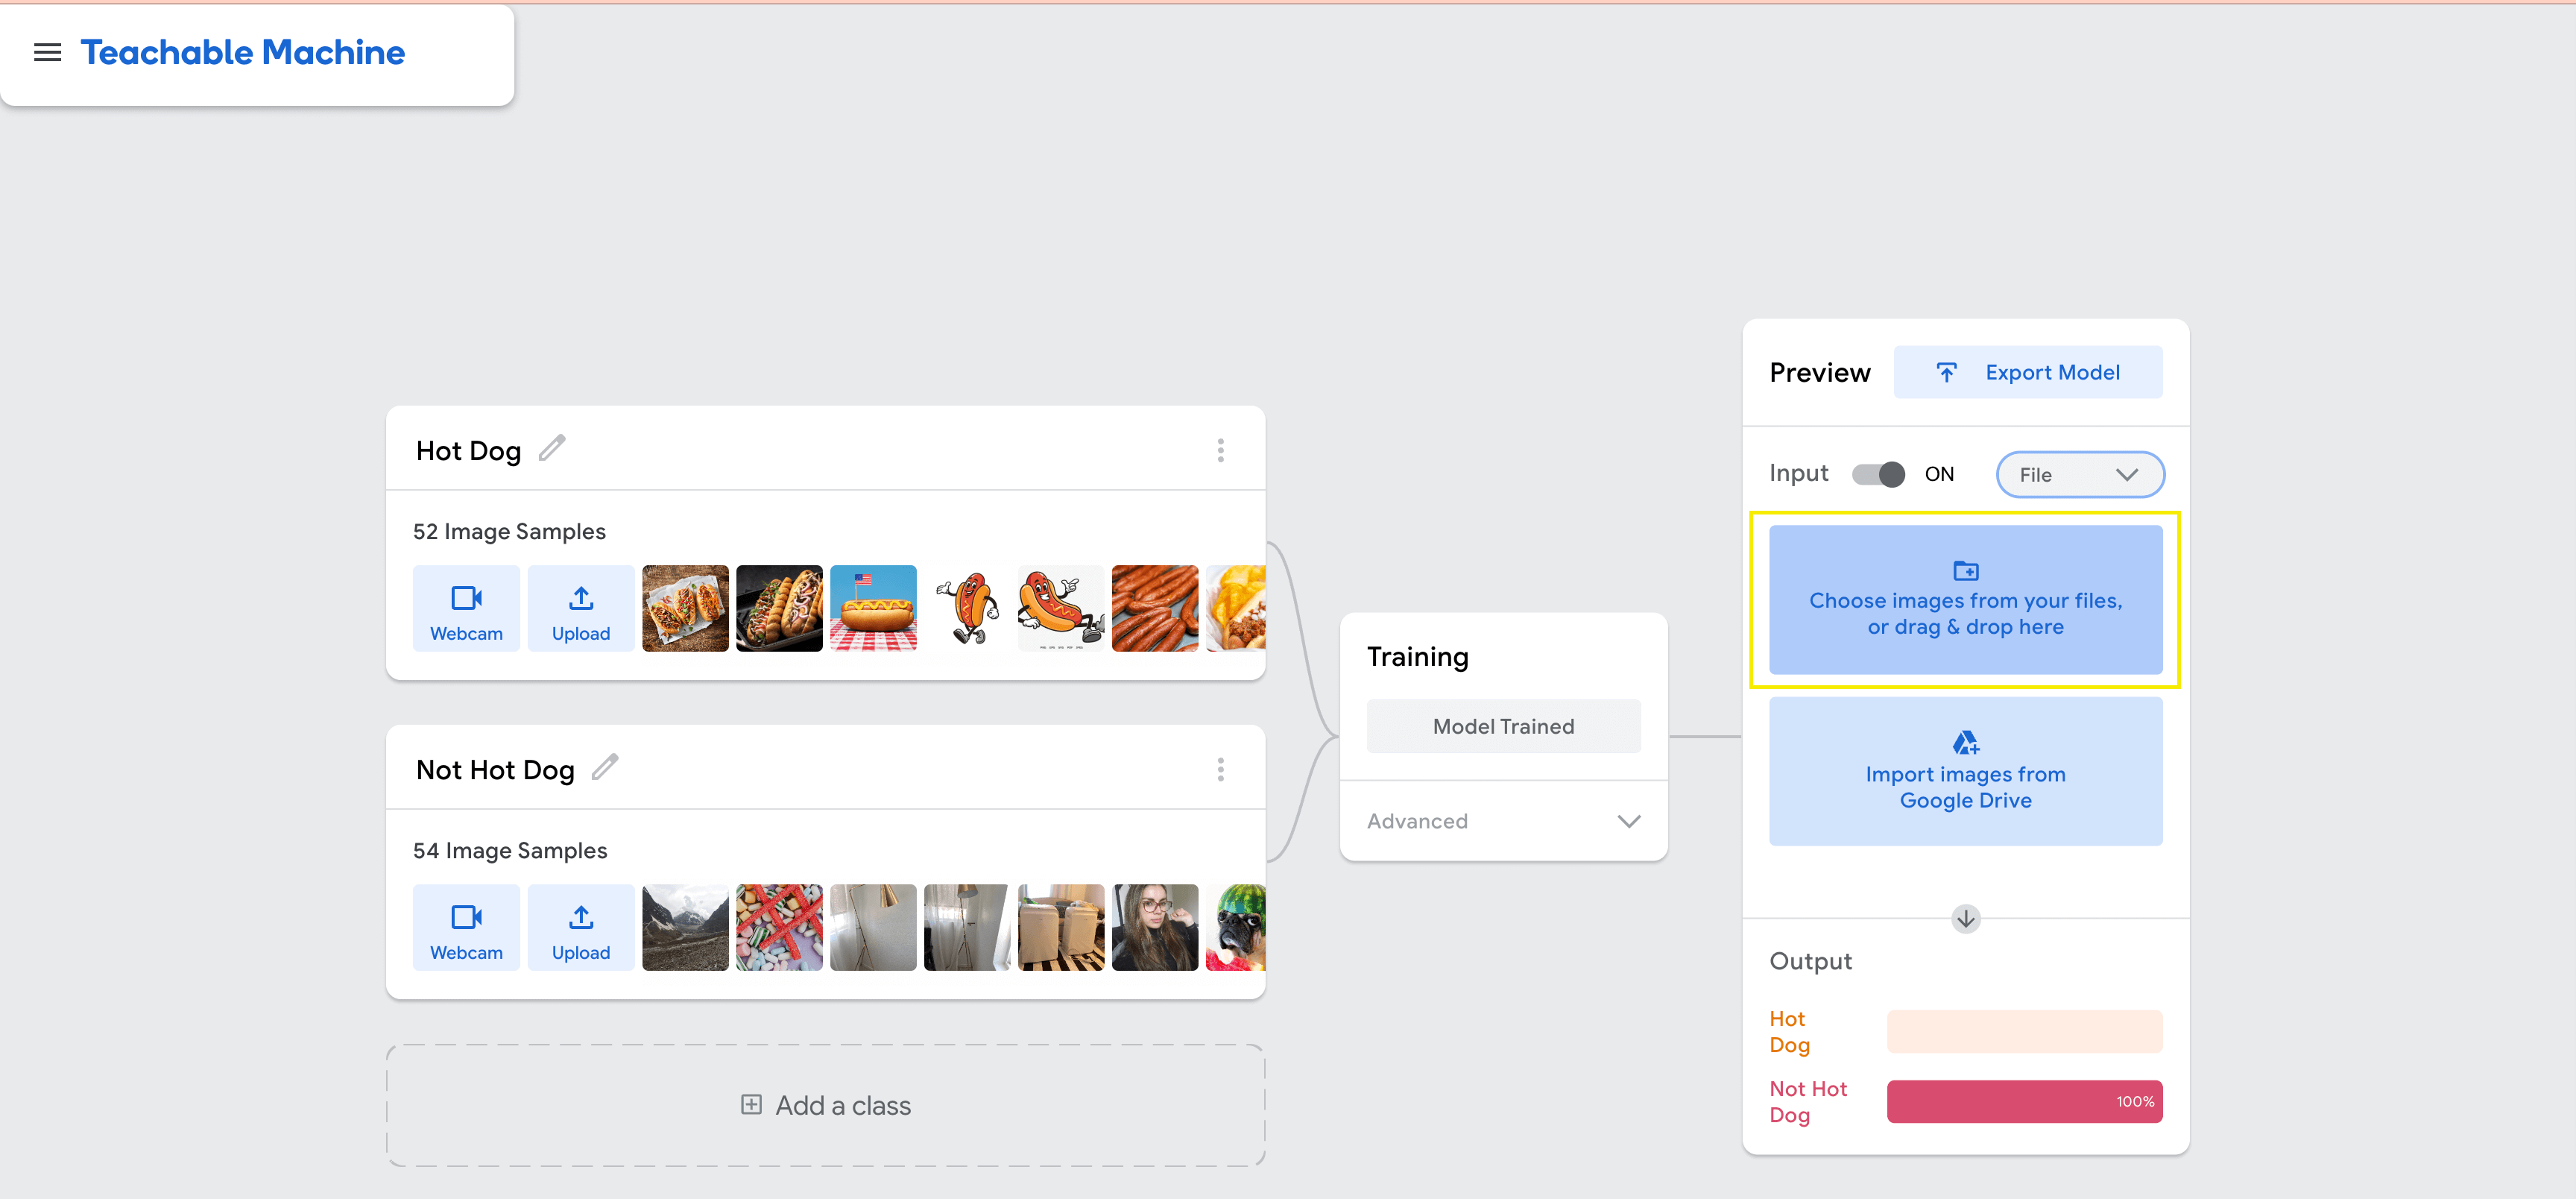 Teachable Machine
Hot Dog
52 Image Samples
Webcam
Upload
Not Hot Dog
54 Image Samples
Webcam
Upload
Add a class
Training
Model Trained
Advanced
Preview
Export Model
Input
ON
File
Choose images from your files,
or drag & drop here
Import images from
Google Drive
Output
Hot
Dog
Not Hot
Dog
100%